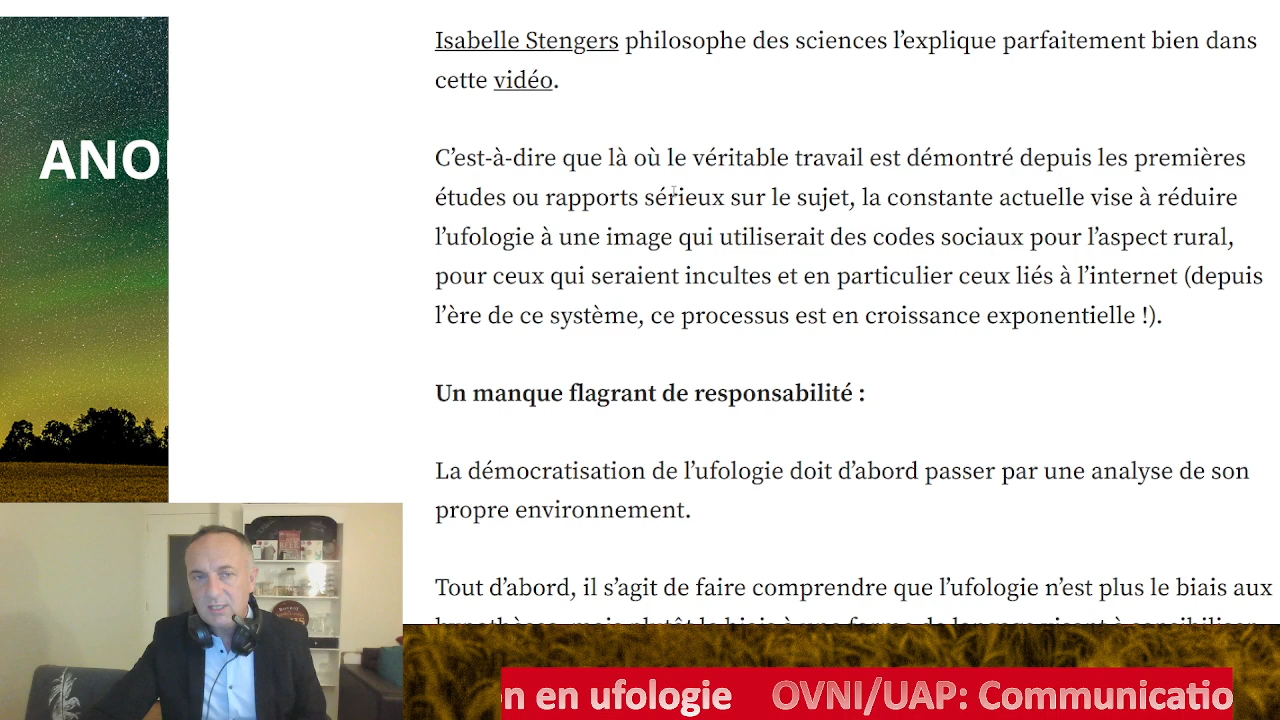 Isabelle Stengers philosophe des sciences l’explique parfaitement bien dans
cette vidéo.
C’est-à-dire que là où le véritable travail est démontré depuis les premières
études ou rapports sérieux sur le sujet, la constante actuelle vise à réduire
l’ufologie à une image qui utiliserait des codes sociaux pour l’aspect rural,
pour ceux qui seraient incultes et en particulier ceux liés à l’internet (depuis
l’ère de ce système, ce processus est en croissance exponentielle !).
Un manque flagrant de responsabilité :
La démocratisation de l’ufologie doit d’abord passer par une analyse de son
propre environnement.
Tout d’abord, il s’agit de faire comprendre que l’ufologie n’est plus le biais aux
ANO
n en ufologie OVNI/UAP: Communicatio